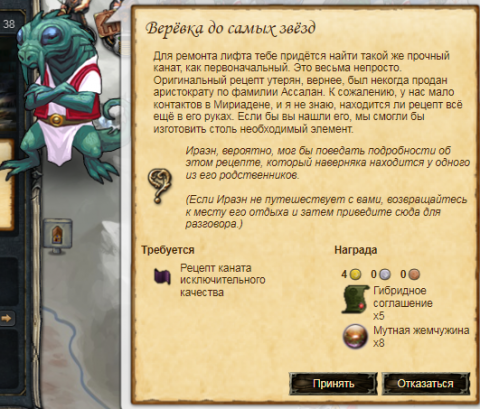 38
Верёвка до самых звёзд
Для ремонта лифта тебе придётся найти такой же прочный
канат, как первоначальный. Это весьма непросто.
Оригинальный рецепт утерян, вернее, был некогда продан
аристократу по фамилии Ассалан. К сожалению, у нас мало
контактов в Мириадене, и я не знаю, находится ли рецепт всё
ещё в его руках. Если бы вы нашли его, мы смогли бы
изготовить столь необходимый элемент.
Ираэн, вероятно, мог бы поведать подробности об
этом рецепте, который наверняка находится у одного
из его родственников.
(Если Ираэн не путешествует с вами, возвращайтесь
к месту его отдыха и затем приведите сюда для
разговора.)
Требуется
Рецепт каната
исключительного
качества
Награда
4 0 0
Гибридное
соглашение
x5
Мутная жемчужина
x8
Принять
Отказаться